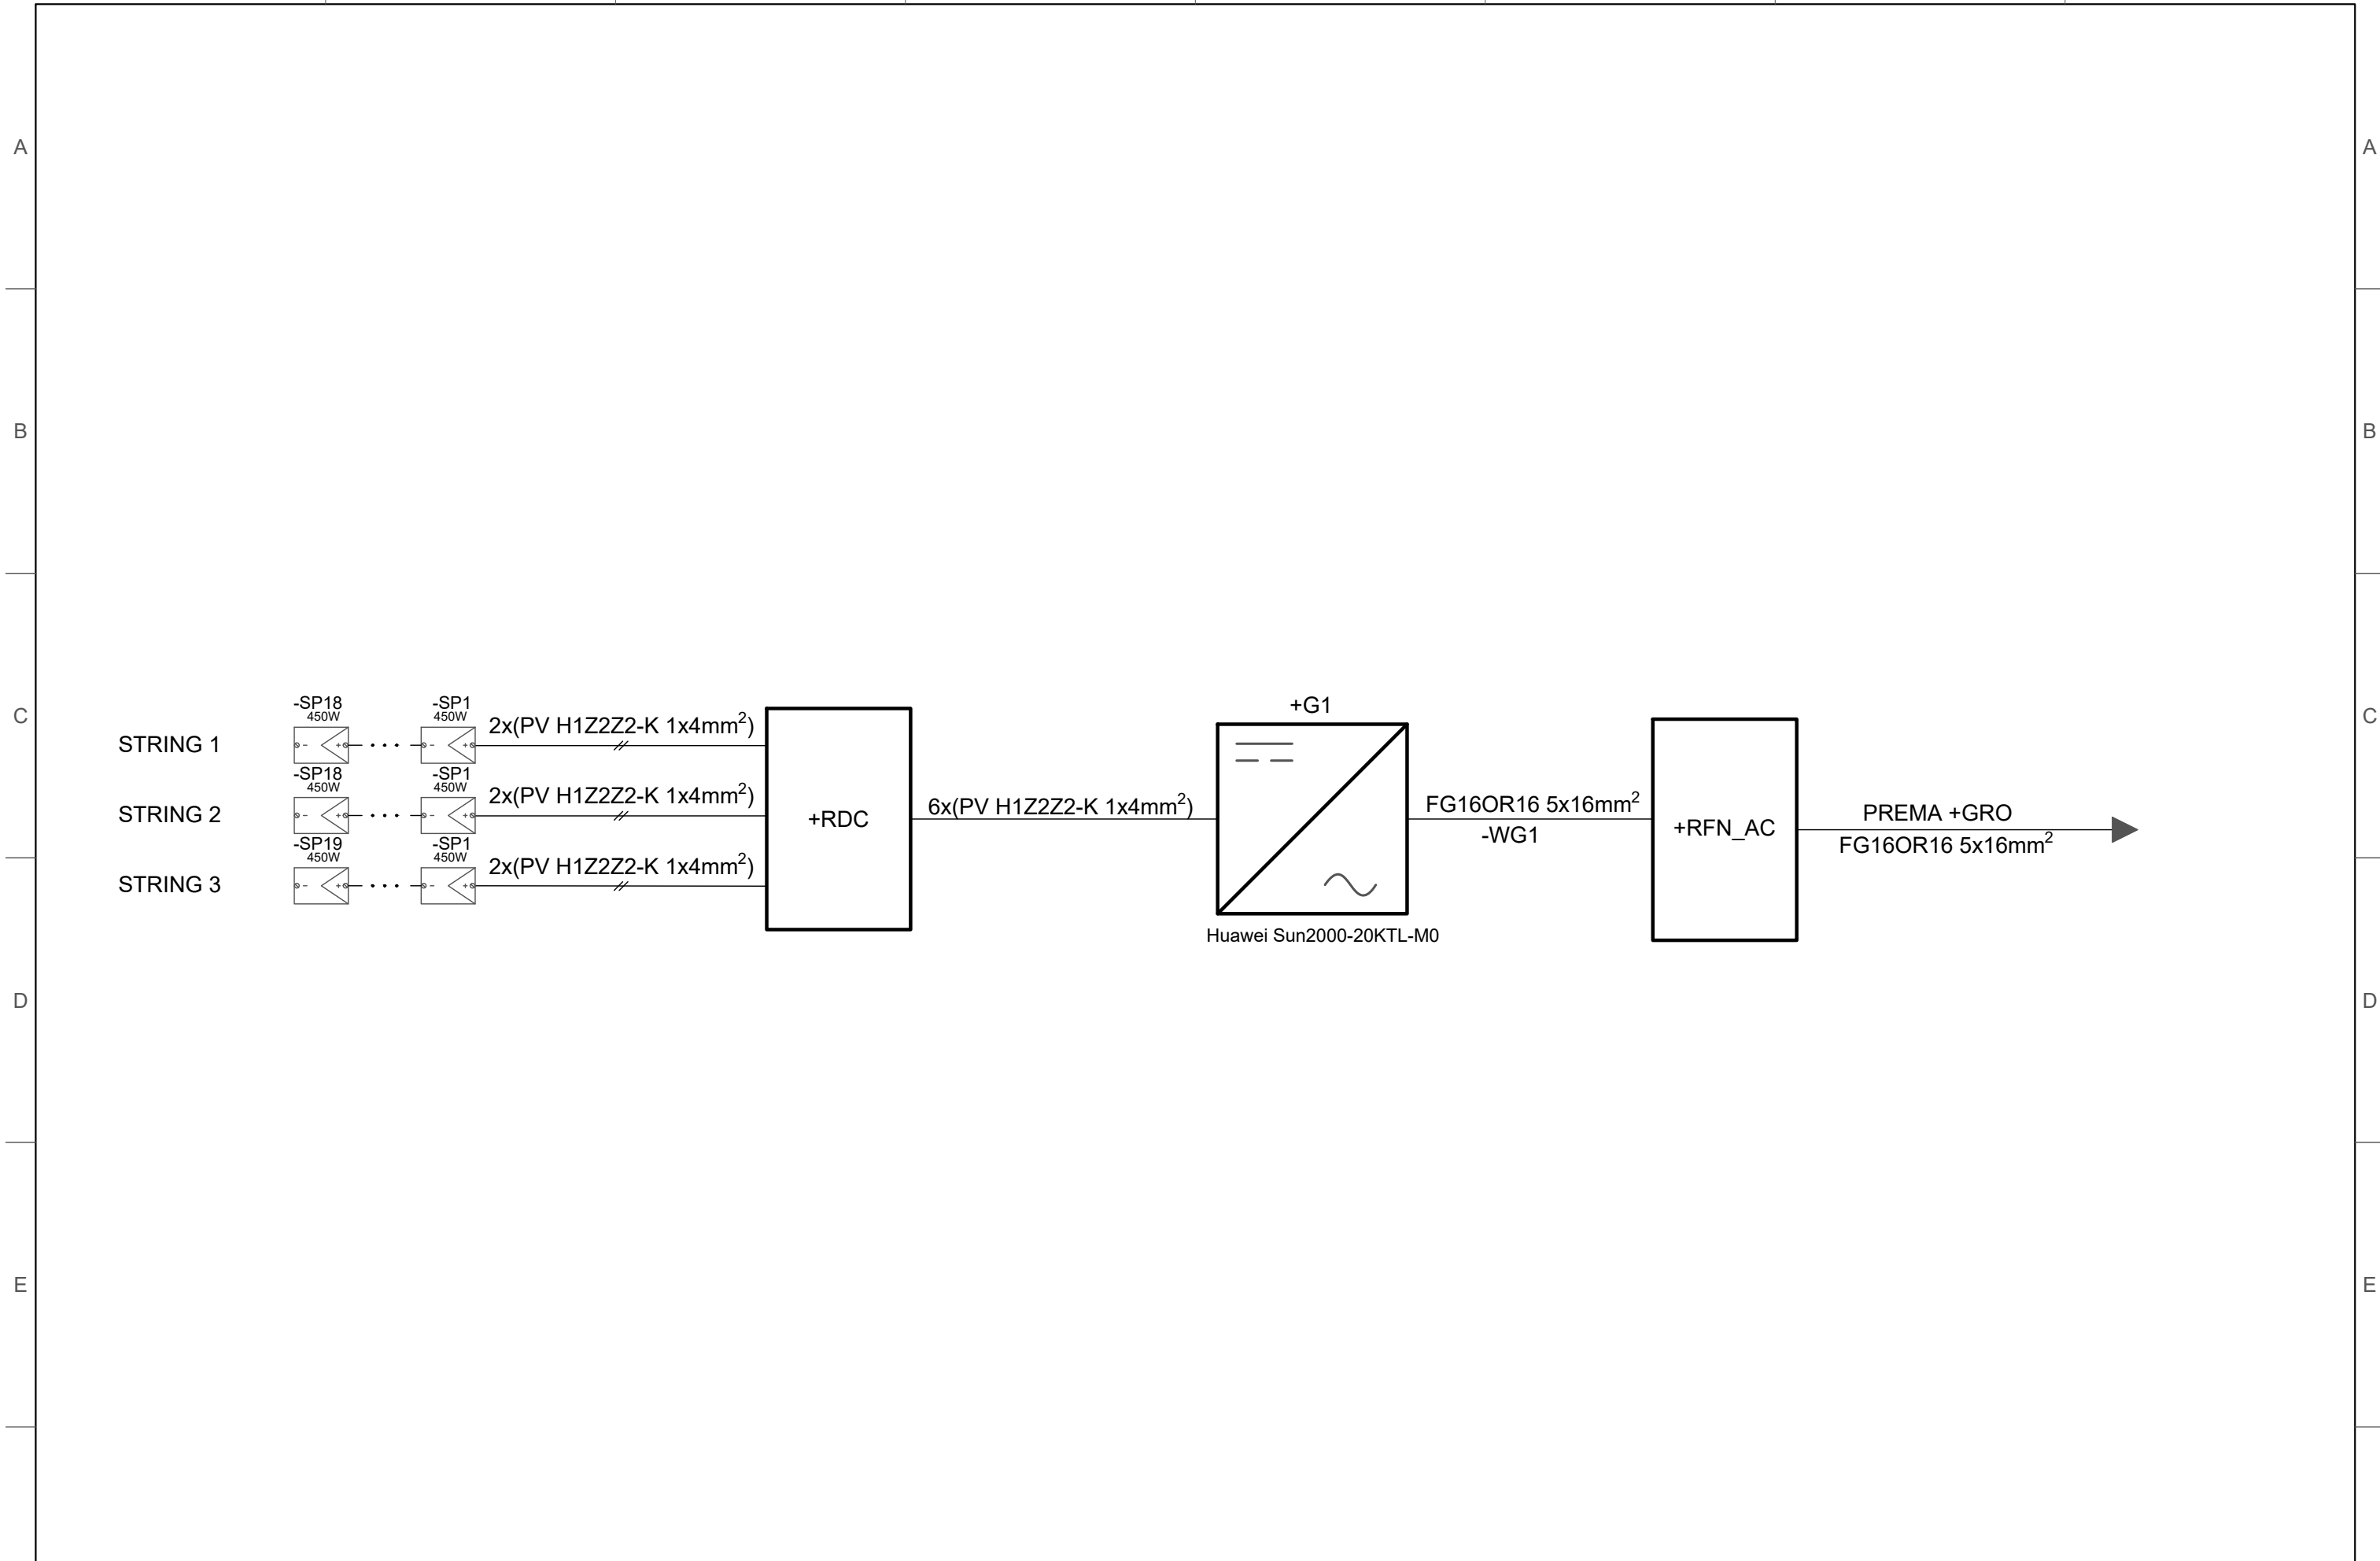 A A
B B
-SP18 -SP1
450W 450W
STRING 1
- + - +
2x(PV H1Z2Z2-K 1x4mm²)
C C
-SP18 -SP1
450W 450W
STRING 2
- + - +
2x(PV H1Z2Z2-K 1x4mm²)
-SP19 -SP1
450W 450W
STRING 3
- + - +
2x(PV H1Z2Z2-K 1x4mm²)
+RDC
6x(PV H1Z2Z2-K 1x4mm²)
+G1
Huawei Sun2000-20KTL-M0
FG16OR16 5x16mm²
-WG1
+RFN_AC
PREMA +GRO
FG16OR16 5x16mm²
D D
E E